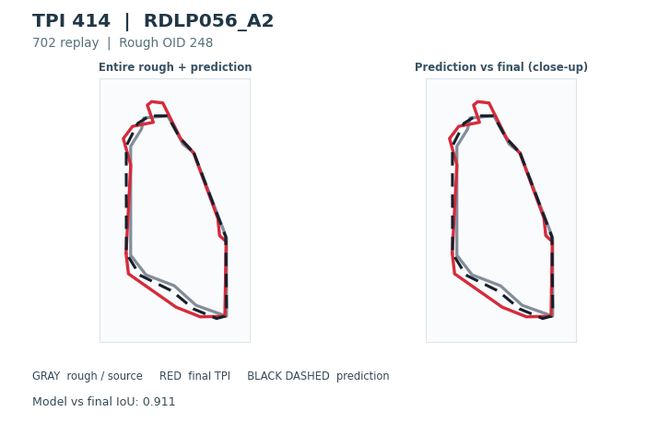 TPI 414 | RDLP056_A2
702 replay | Rough OID 248
Entire rough + prediction
Prediction vs final (close-up)
GRAY rough / source RED final TPI BLACK DASHED prediction
Model vs final IoU: 0.911